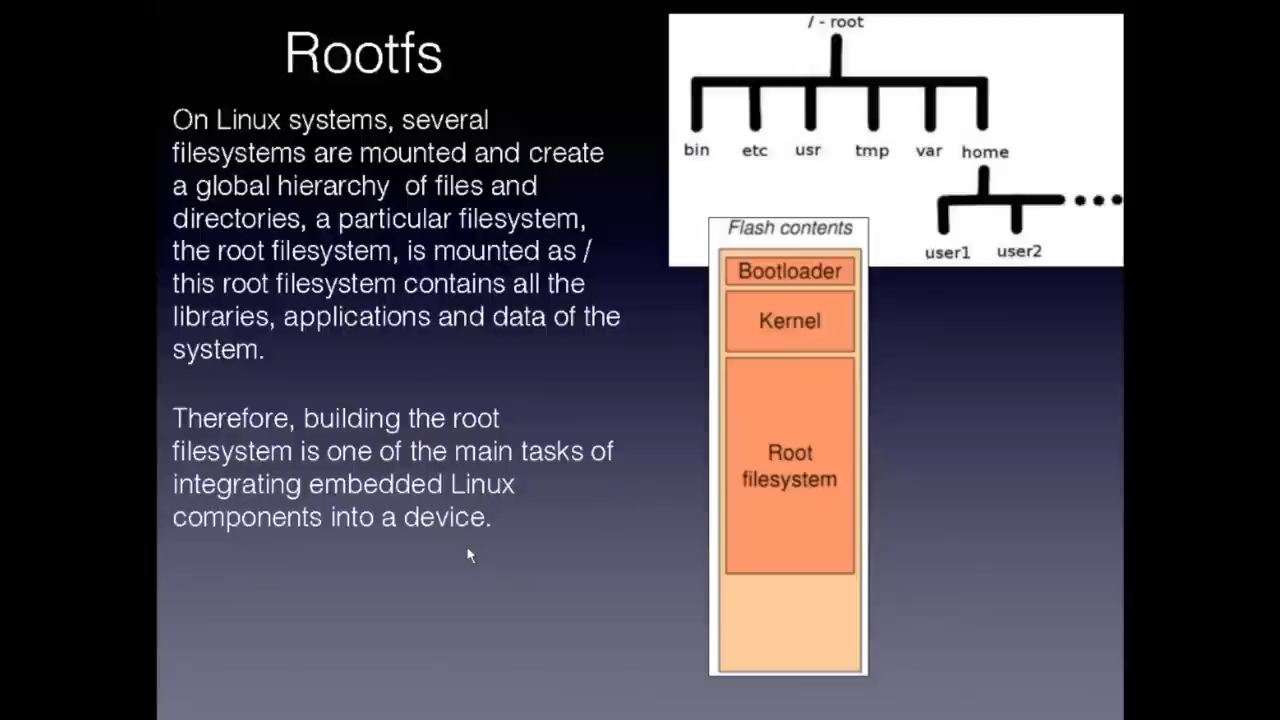 Rootfs
On Linux systems, several
filesystems are mounted and create
a global hierarchy of files and
directories, a particular filesystem,
the root filesystem, is mounted as /
this root filesystem contains all the
libraries, applications and data of the
system.
Therefore, building the root
filesystem is one of the main tasks of
integrating embedded Linux
components into a device.
/ - root
bin etc usr tmp var home
user1 user2
Flash contents
Bootloader
Kernel
Root
filesystem